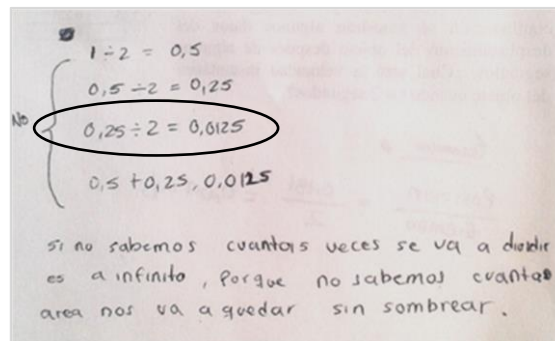 1 ÷ 2 = 0,5
0,5 ÷ 2 = 0,25
No
0,25 ÷ 2 = 0,0125
0,5 + 0,25, 0,0125
si no sabemos cuantas veces se va a dividir
es a infinito, Porque no sabemos cuanta
area nos va a quedar sin sombrear.